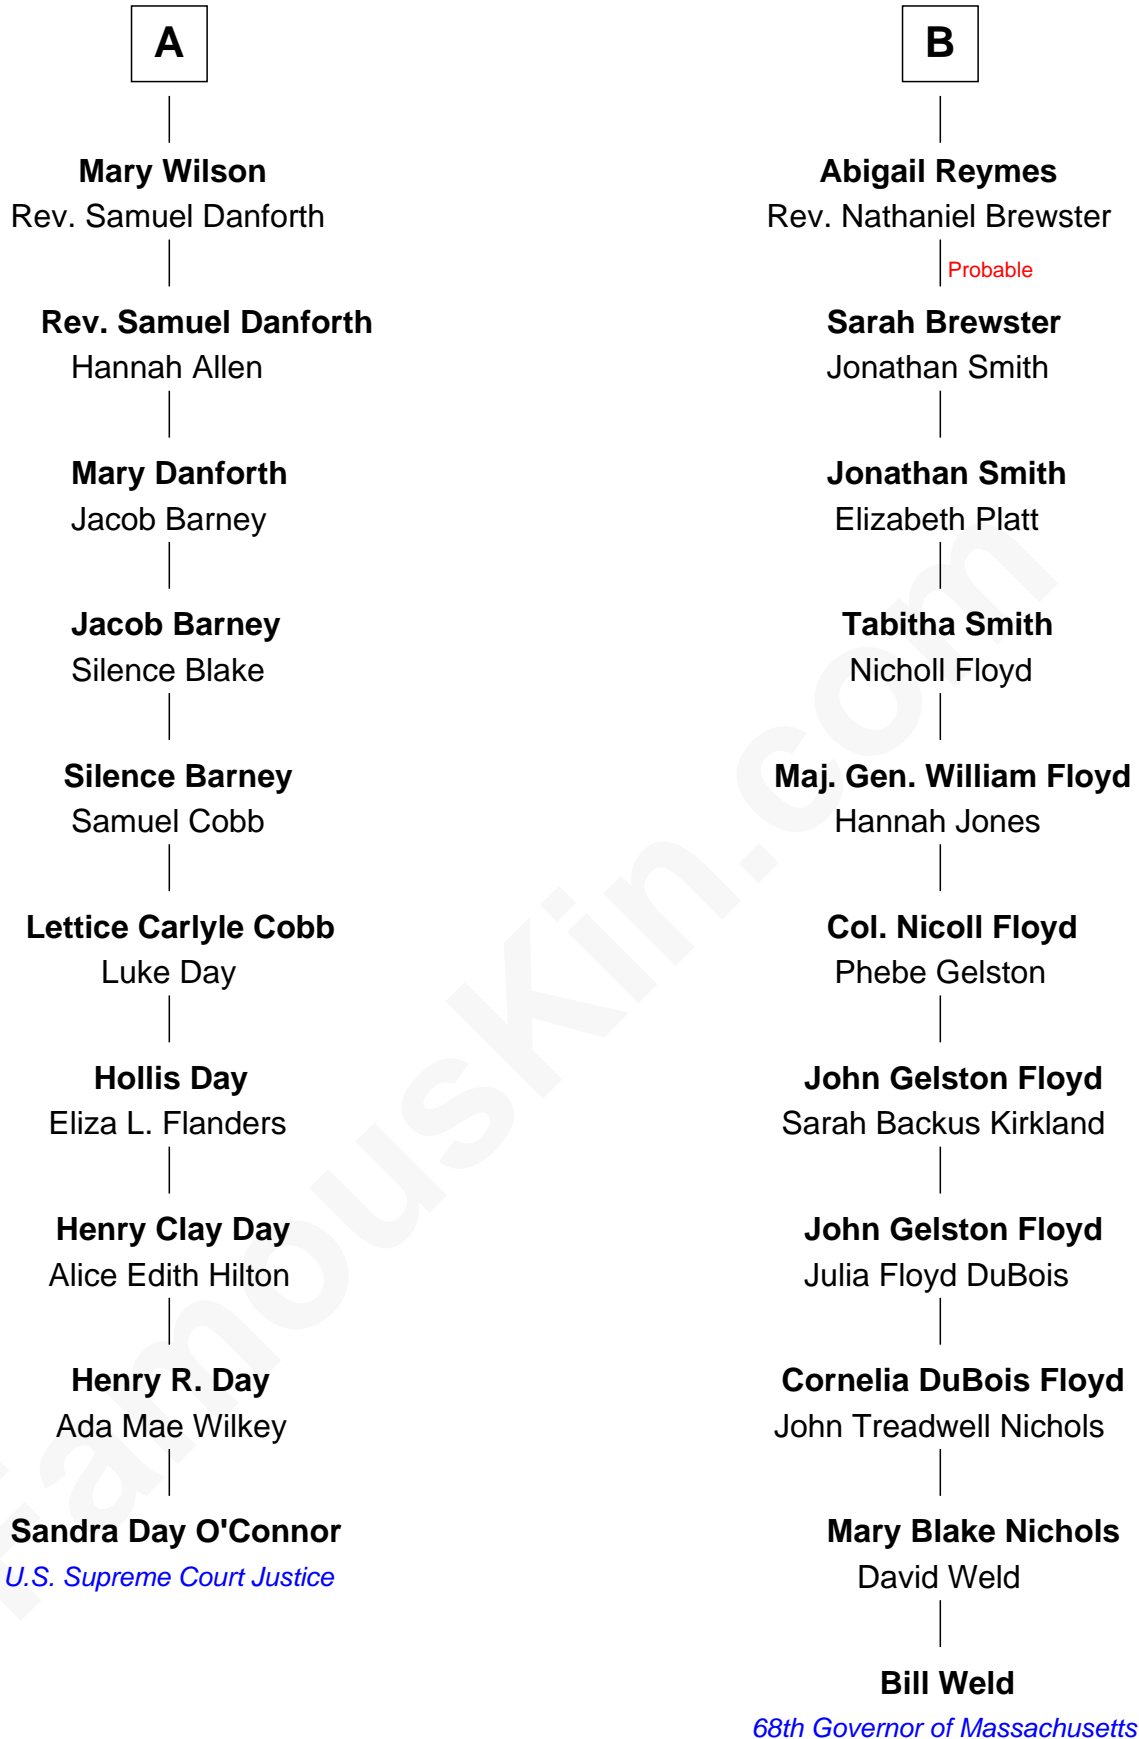 A
Mary Wilson
Rev. Samuel Danforth
Rev. Samuel Danforth
Hannah Allen
Mary Danforth
Jacob Barney
Jacob Barney
Silence Blake
Silence Barney
Samuel Cobb
Lettice Carlyle Cobb
Luke Day
Hollis Day
Eliza L. Flanders
Henry Clay Day
Alice Edith Hilton
Henry R. Day
Ada Mae Wilkey
Sandra Day O'Connor
U.S. Supreme Court Justice
B
Abigail Reymes
Rev. Nathaniel Brewster
Probable
Sarah Brewster
Jonathan Smith
Jonathan Smith
Elizabeth Platt
Tabitha Smith
Nicholl Floyd
Maj. Gen. William Floyd
Hannah Jones
Col. Nicoll Floyd
Phebe Gelston
John Gelston Floyd
Sarah Backus Kirkland
John Gelston Floyd
Julia Floyd DuBois
Cornelia DuBois Floyd
John Treadwell Nichols
Mary Blake Nichols
David Weld
Bill Weld
68th Governor of Massachusetts
FamousKin.com